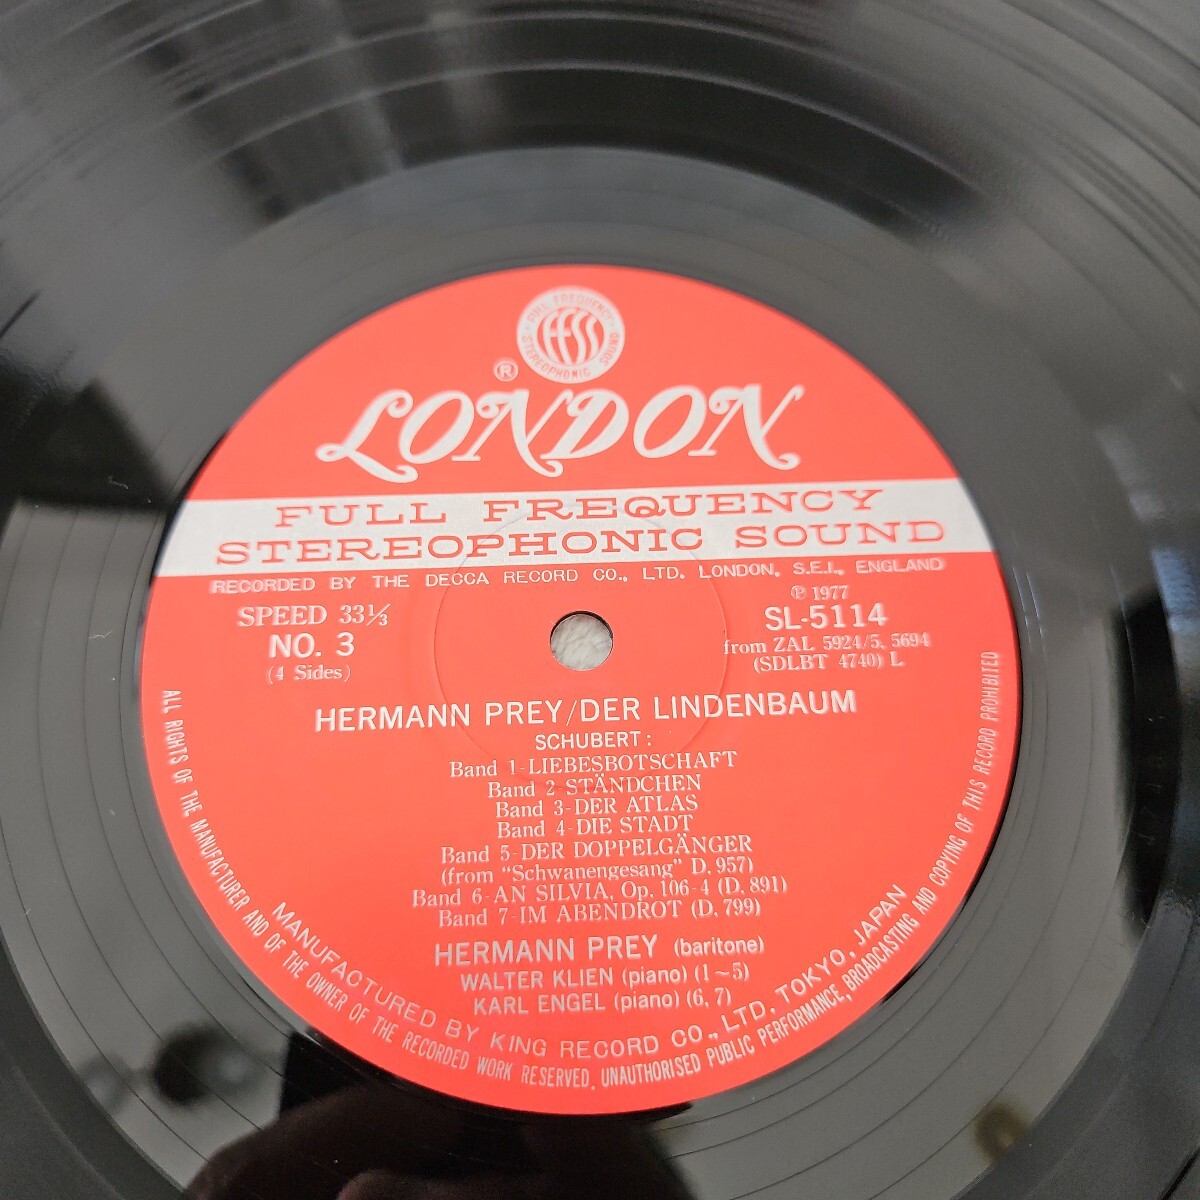 FULL FREQUENCY
STEREOPHONIC SOUND
ffss
®
LONDON
FULL FREQUENCY
STEREOPHONIC SOUND
RECORDED BY THE DECCA RECORD CO., LTD. LONDON, S.E.I., ENGLAND
SPEED 33⅓
NO. 3
(4 Sides)
℗ 1977
SL-5114
from ZAL 5924/5, 5694
(SDLBT 4740) L
HERMANN PREY/DER LINDENBAUM
SCHUBERT:
Band 1-LIEBESBOTSCHAFT
Band 2-STÄNDCHEN
Band 3-DER ATLAS
Band 4-DIE STADT
Band 5-DER DOPPELGÄNGER
(from "Schwanengesang" D. 957)
Band 6-AN SILVIA, Op. 106-4 (D. 891)
Band 7-IM ABENDROT (D. 799)
HERMANN PREY (baritone)
WALTER KLIEN (piano) (1~5)
KARL ENGEL (piano) (6, 7)
MANUFACTURED BY KING RECORD CO., LTD. TOKYO, JAPAN
ALL RIGHTS OF THE MANUFACTURER AND OF THE OWNER OF THE RECORDED WORK RESERVED. UNAUTHORISED PUBLIC PERFORMANCE, BROADCASTING AND COPYING OF THIS RECORD PROHIBITED